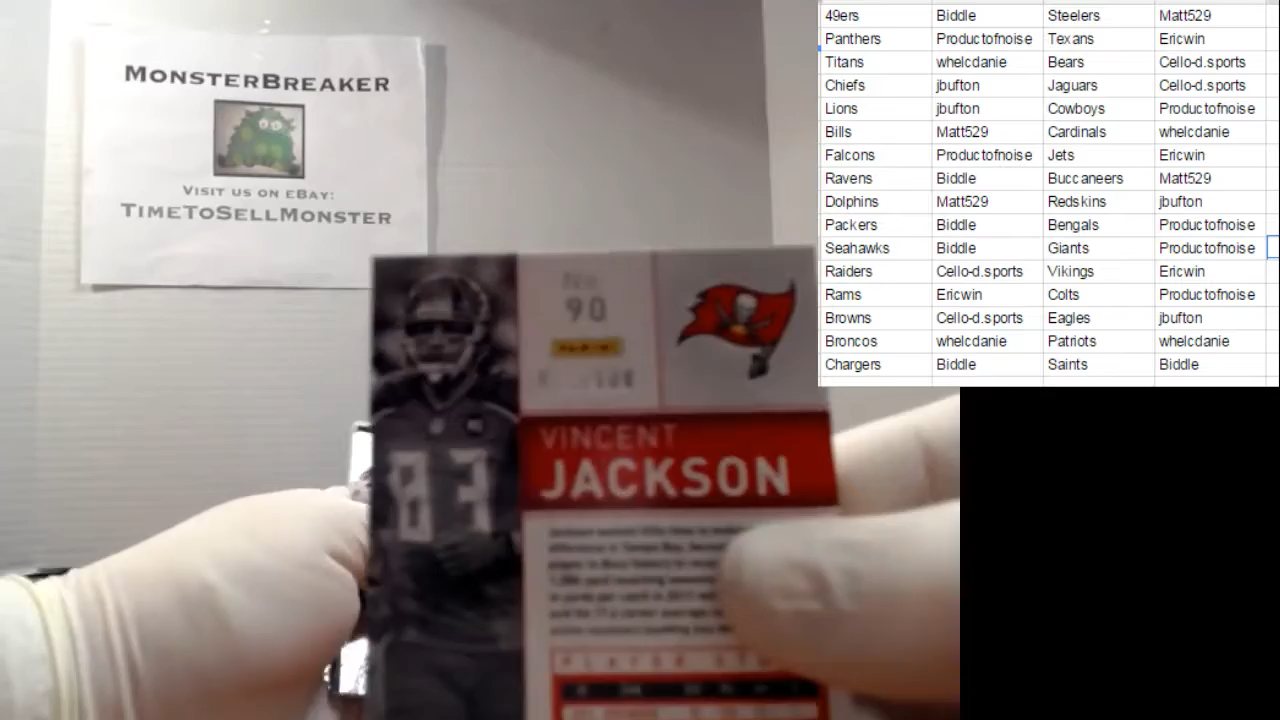 MONSTERBREAKER
VISIT US ON EBAY:
TIMETOSELLMONSTER
49ers Biddle Steelers Matt529
Panthers Productofnoise Texans Ericwin
Titans whelcdanie Bears Cello-d.sports
Chiefs jbufton Jaguars Cello-d.sports
Lions jbufton Cowboys Productofnoise
Bills Matt529 Cardinals whelcdanie
Falcons Productofnoise Jets Ericwin
Ravens Biddle Buccaneers Matt529
Dolphins Matt529 Redskins jbufton
Packers Biddle Bengals Productofnoise
Seahawks Biddle Giants Productofnoise
Raiders Cello-d.sports Vikings Ericwin
Rams Ericwin Colts Productofnoise
Browns Cello-d.sports Eagles jbufton
Broncos whelcdanie Patriots whelcdanie
Chargers Biddle Saints Biddle
No.
90
PANINI
VINCENT
JACKSON
83
PLAYER